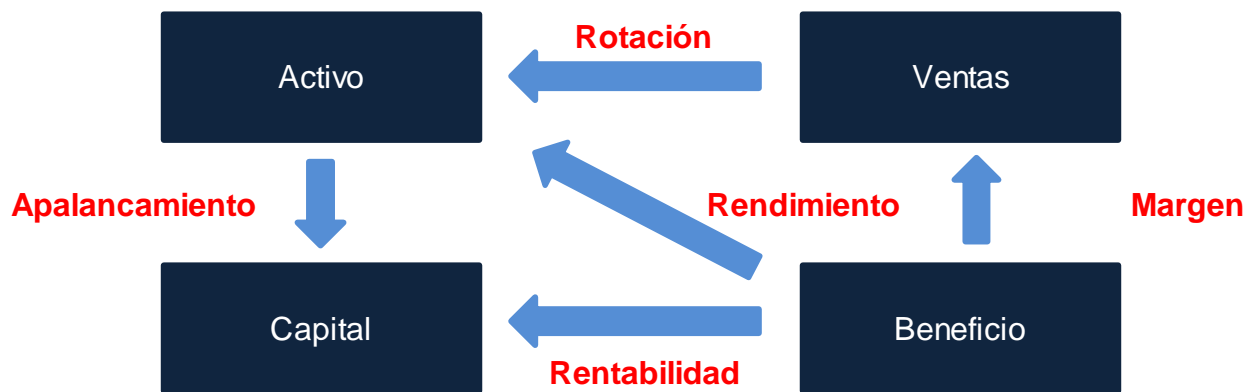 Rotación
Activo
Ventas
Apalancamiento
Rendimiento
Margen
Capital
Beneficio
Rentabilidad